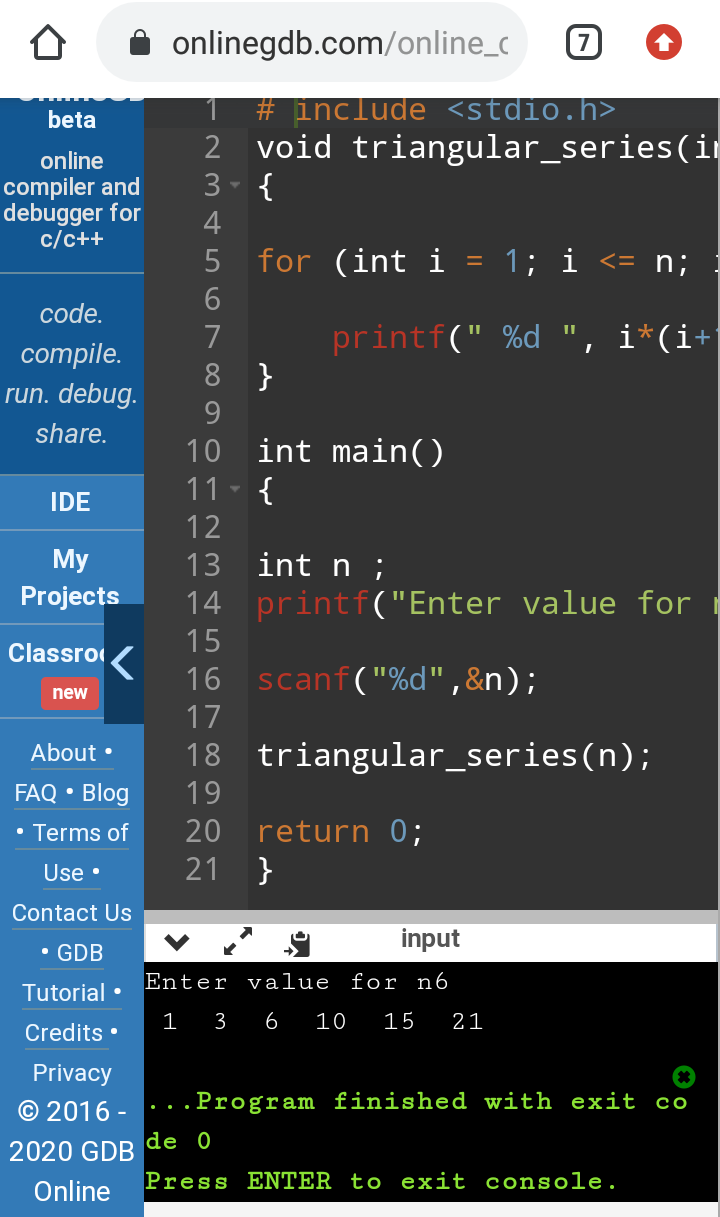 onlinegdb.com/online_c
7
beta
online
compiler and
debugger for
c/c++
code.
compile.
run. debug.
share.
IDE
My
Projects
Classroo
new
About •
FAQ • Blog
• Terms of
Use •
Contact Us
• GDB
Tutorial •
Credits •
Privacy
© 2016 -
2020 GDB
Online
1 # include <stdio.h>
2 void triangular_series(in
3 {
4
5 for (int i = 1; i <= n; i
6
7 printf(" %d ", i*(i+1
8 }
9
10 int main()
11 {
12
13 int n ;
14 printf("Enter value for n
15
16 scanf("%d",&n);
17
18 triangular_series(n);
19
20 return 0;
21 }
input
Enter value for n6
1 3 6 10 15 21
...Program finished with exit co
de 0
Press ENTER to exit console.